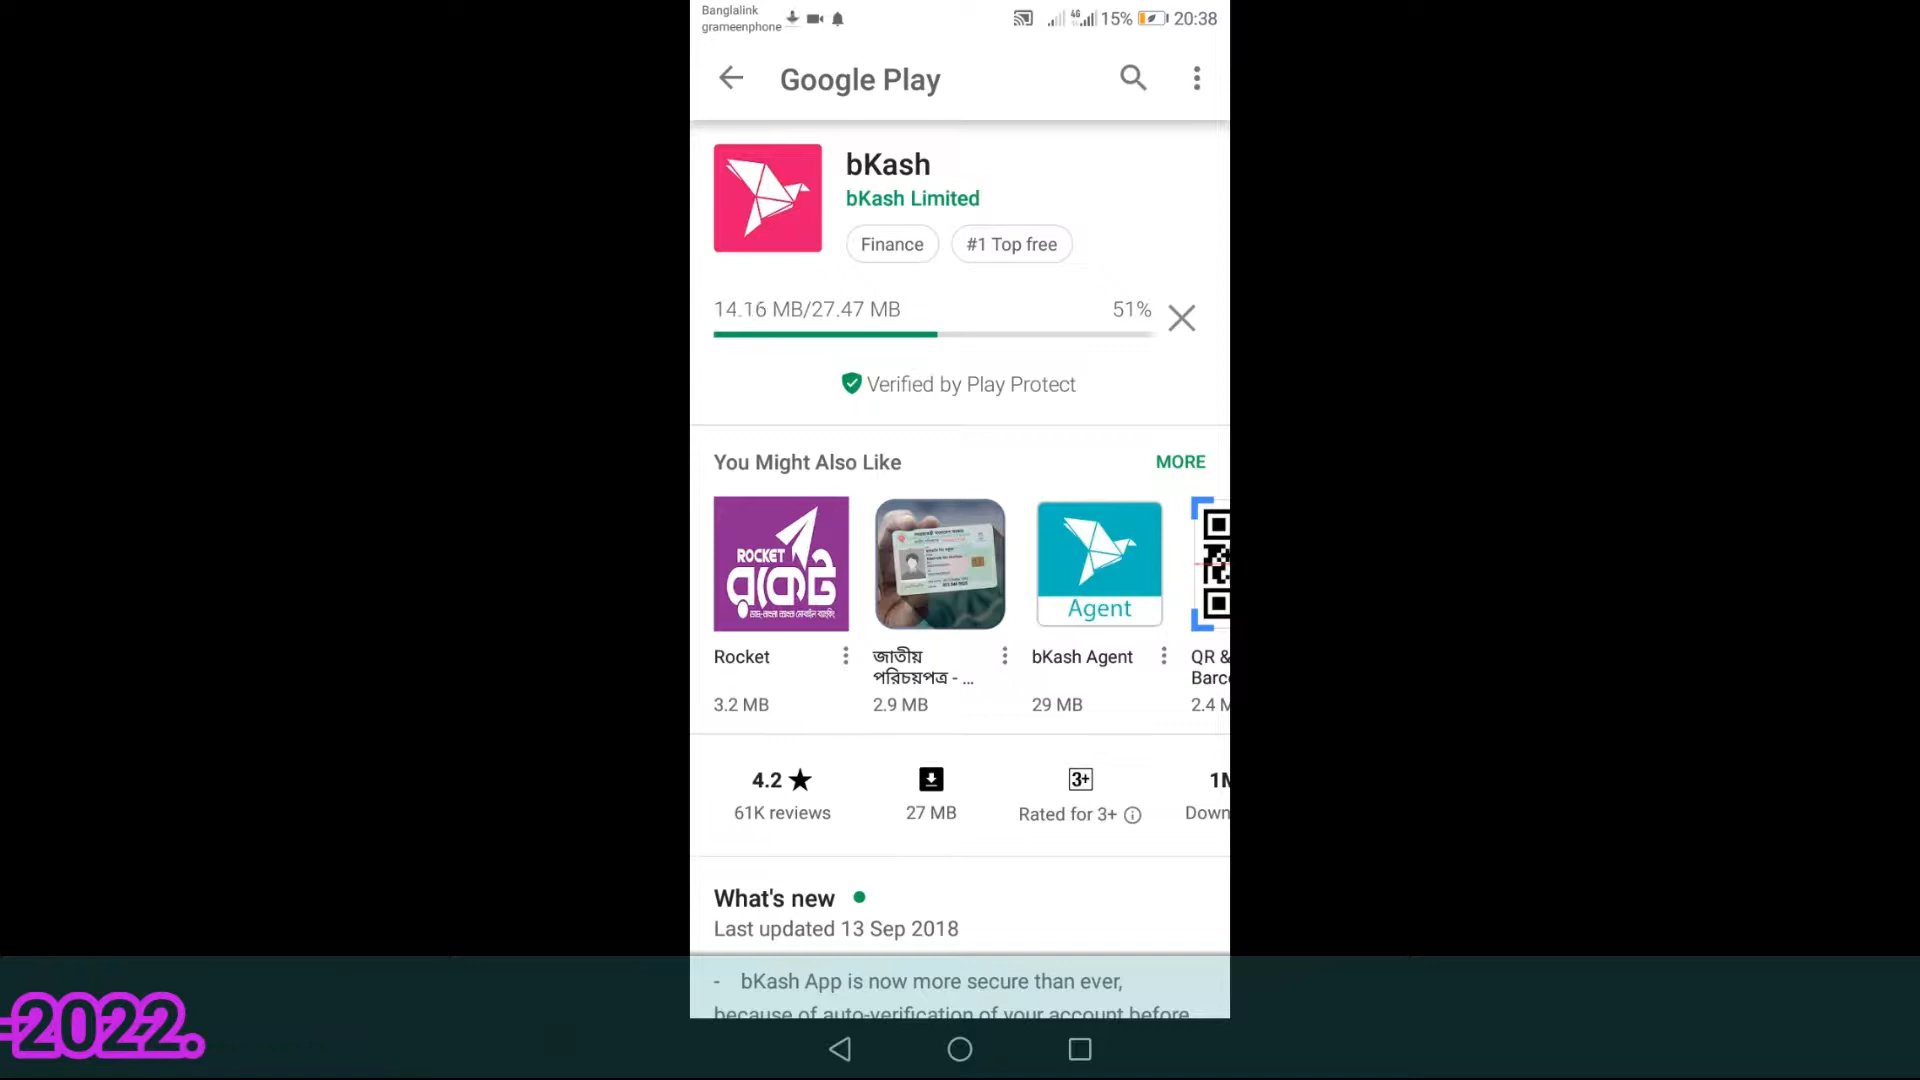 Banglalink
grameenphone
4G
15%
20:38
Google Play
bKash
bKash Limited
Finance
#1 Top free
14.16 MB/27.47 MB
51%
Verified by Play Protect
You Might Also Like
MORE
ROCKET
রকেট
Agent
Rocket
জাতীয়
পরিচয়পত্র - ...
bKash Agent
QR &
Barc
3.2 MB
2.9 MB
29 MB
2.4 M
4.2 ★
3+
1M
61K reviews
27 MB
Rated for 3+
Down
What's new
Last updated 13 Sep 2018
- bKash App is now more secure than ever,
because of auto-verification of your account before
-2022.